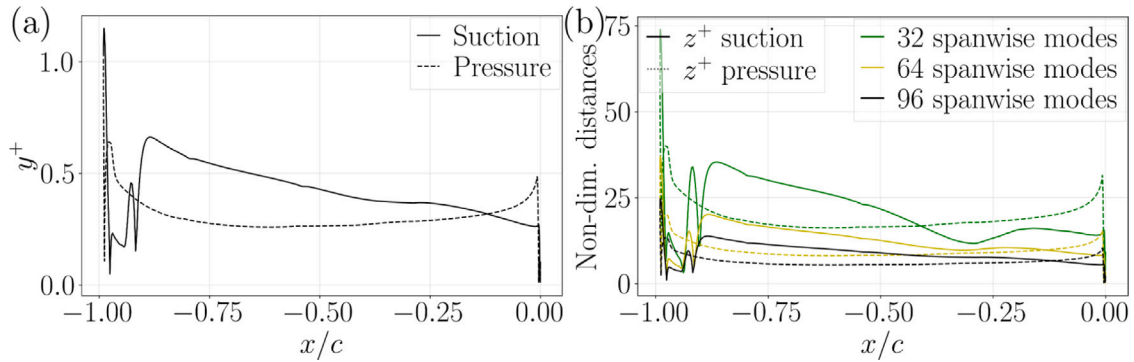 (a)
Suction
Pressure
1.0
0.5
0.0
y⁺
−1.00 −0.75 −0.50 −0.25 0.00
x/c
(b)
z⁺ suction
z⁺ pressure
32 spanwise modes
64 spanwise modes
96 spanwise modes
75
50
25
0
Non-dim. distances
−1.00 −0.75 −0.50 −0.25 0.00
x/c